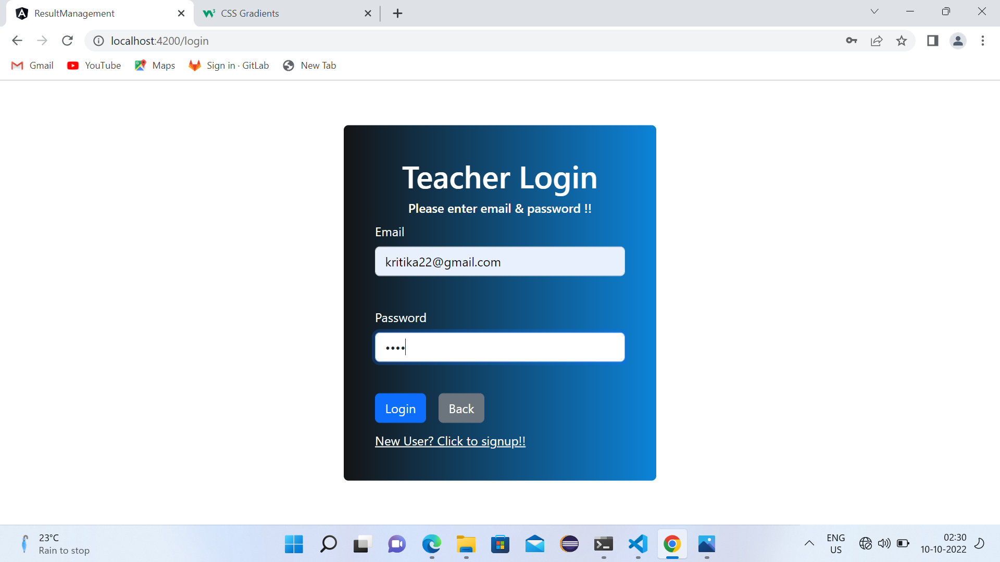 ResultManagement
CSS Gradients
localhost:4200/login
Gmail
YouTube
Maps
Sign in · GitLab
New Tab
Teacher Login
Please enter email & password !!
Email
kritika22@gmail.com
Password
••••
Login
Back
New User? Click to signup!!
23°C
Rain to stop
ENG
US
02:30
10-10-2022